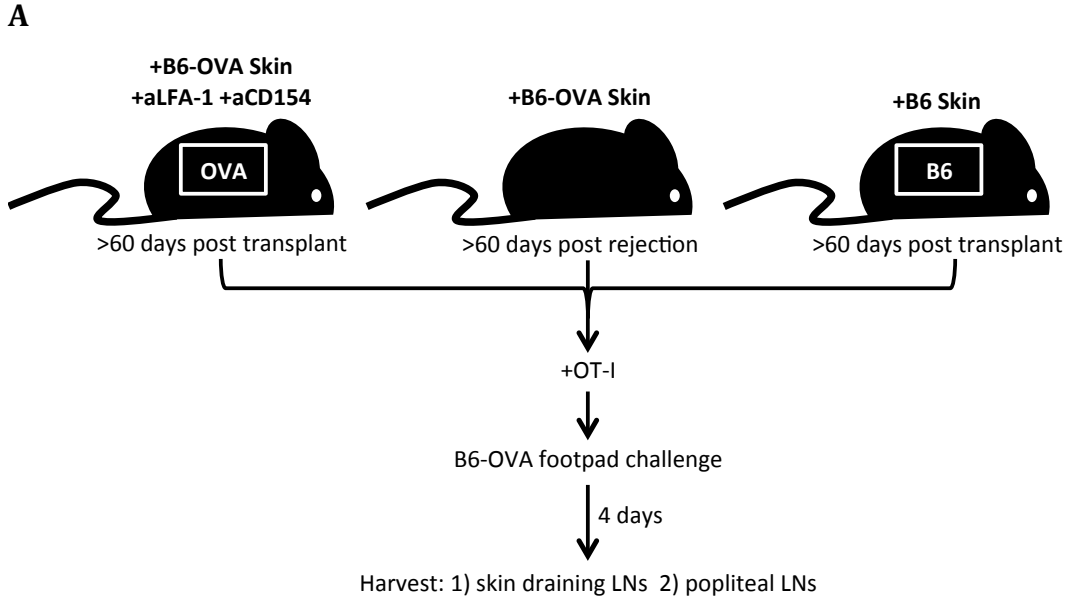 A
+B6-OVA Skin
+aLFA-1 +aCD154
+B6-OVA Skin
+B6 Skin
OVA
B6
>60 days post transplant
>60 days post rejection
>60 days post transplant
+OT-I
B6-OVA footpad challenge
4 days
Harvest: 1) skin draining LNs 2) popliteal LNs